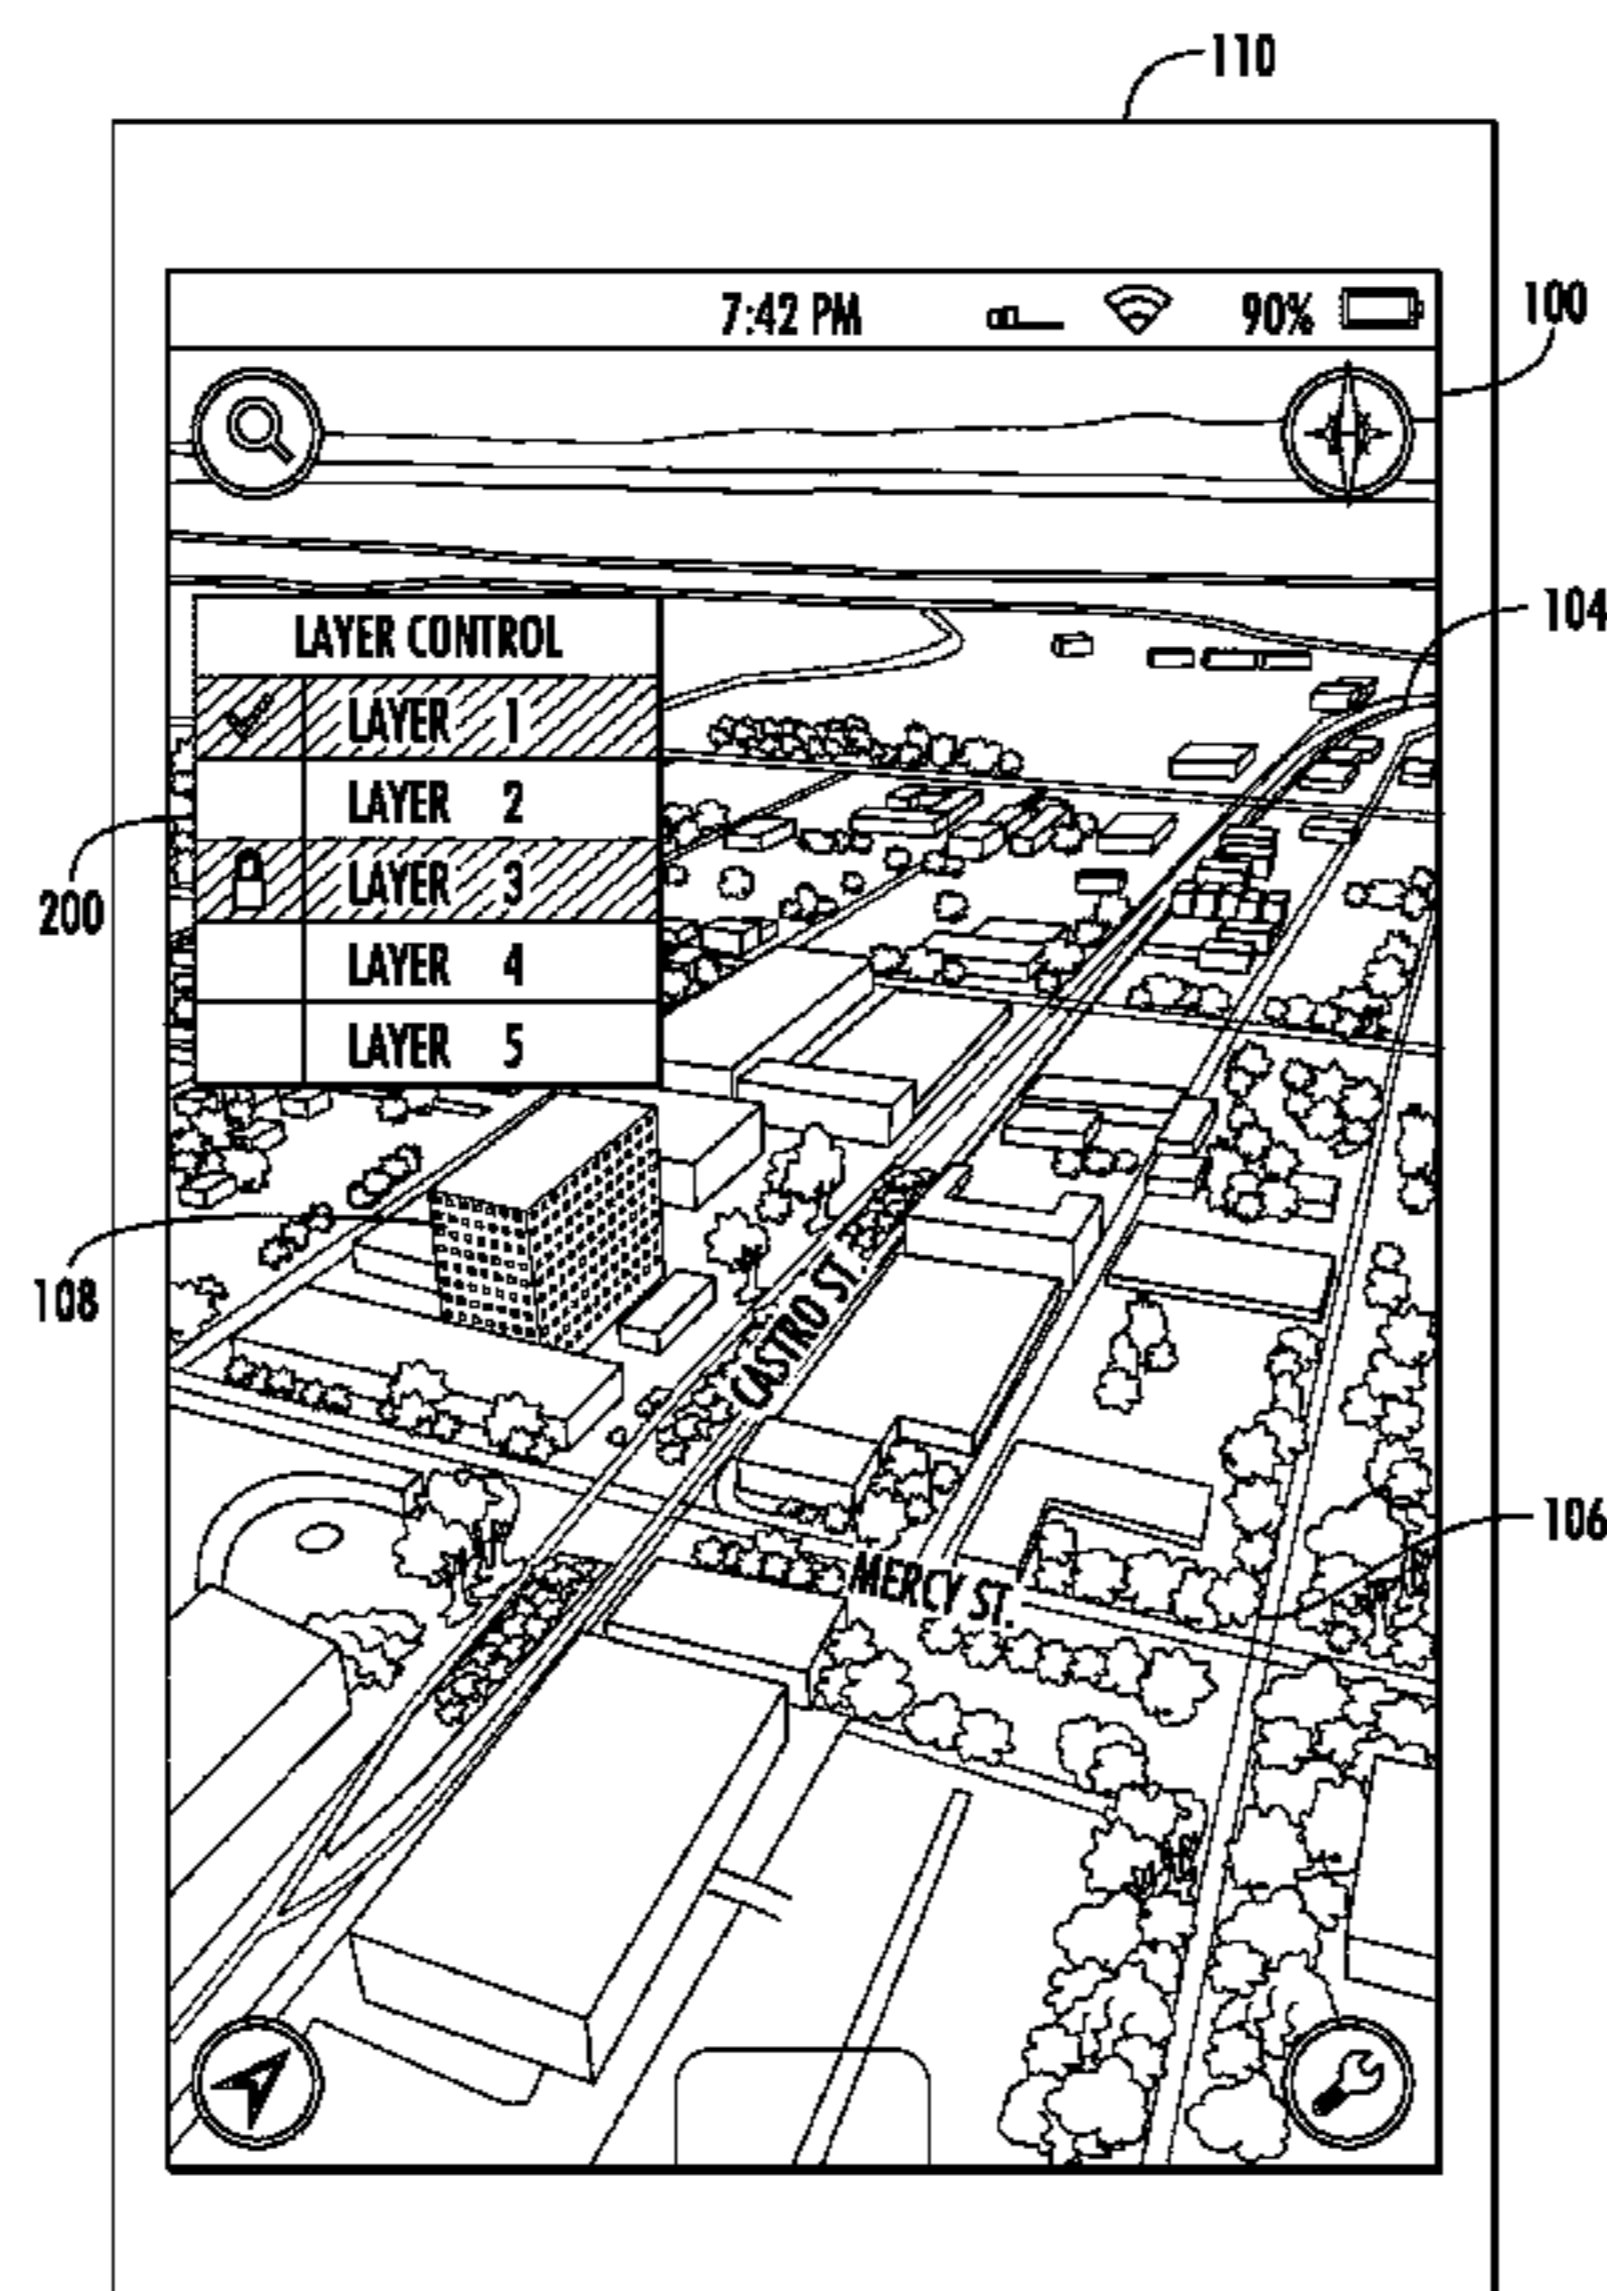 110
7:42 PM 90%
100
104
LAYER CONTROL
LAYER 1
LAYER 2
LAYER 3
LAYER 4
LAYER 5
200
108
CASTRO ST.
MERCY ST.
106